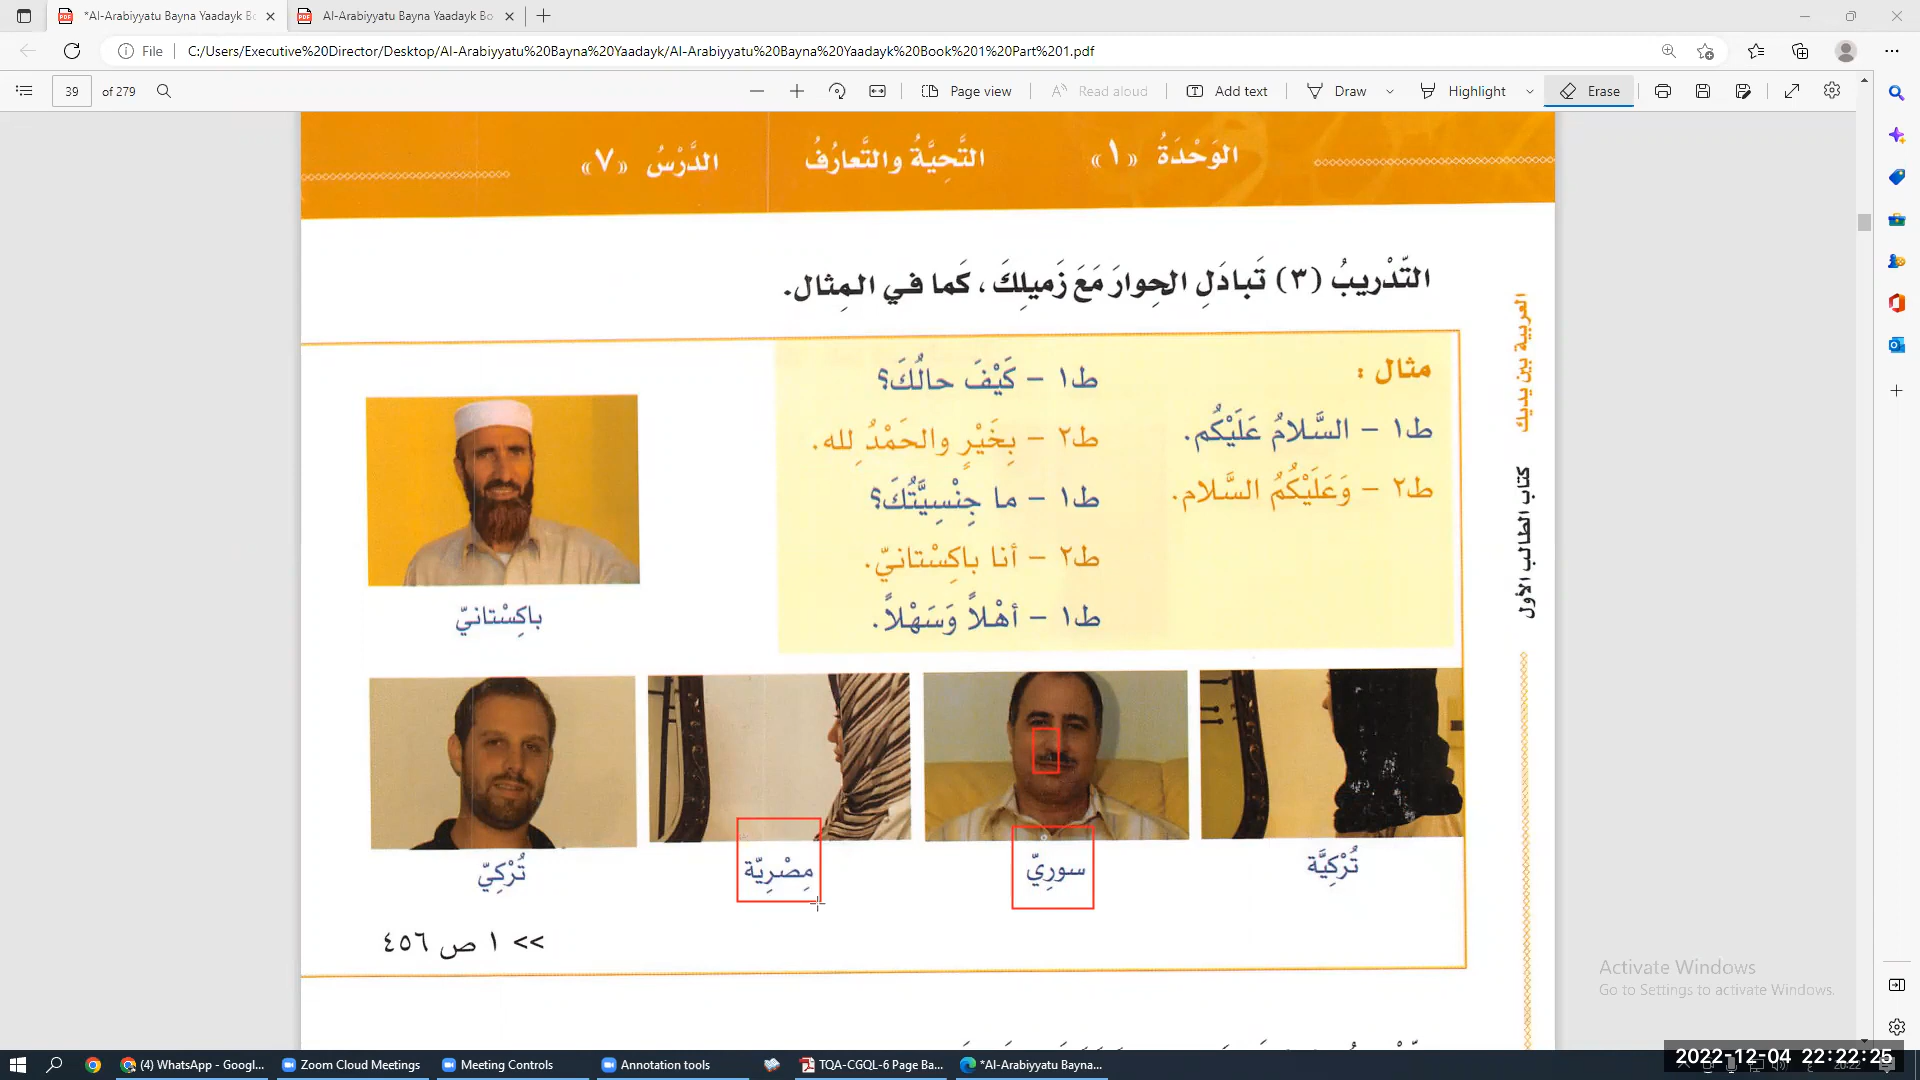 *Al-Arabiyyatu Bayna Yaadayk Bo
Al-Arabiyyatu Bayna Yaadayk Bo
File
C:/Users/Executive%20Director/Desktop/Al-Arabiyyatu%20Bayna%20Yaadayk/Al-Arabiyyatu%20Bayna%20Yaadayk%20Book%201%20Part%201.pdf
39 of 279
Page view
Read aloud
Add text
Draw
Highlight
Erase
الوَحْدَةُ «١» التَّحِيَّةُ والتَّعارُفُ الدَّرْسُ «٧»
التّدْريبُ (٣) تَبادَلِ الحِوارَ مَعَ زَميلِكَ، كَما في المِثال.
مثال :
ط١ – السَّلامُ عَلَيْكُم.
ط٢ – وَعَلَيْكُمُ السَّلام.
ط١ – كَيْفَ حالُكَ؟
ط٢ – بِخَيْرٍ والحَمْدُ لِله.
ط١ – ما جِنْسِيَّتُكَ؟
ط٢ – أنا باكِسْتانيّ.
ط١ – أهْلاً وَسَهْلاً.
باكِسْتانيّ
تُرْكِيَّة
سورِيّ
مِصْرِيّة
تُرْكِيّ
>> ١ ص ٤٥٦
العربية بين يديك
كتاب الطالب الأول
Activate Windows
Go to Settings to activate Windows.
(4) WhatsApp - Googl...
Zoom Cloud Meetings
Meeting Controls
Annotation tools
TQA-CGQL-6 Page Ba...
*Al-Arabiyyatu Bayna...
2022-12-04 22:22:25